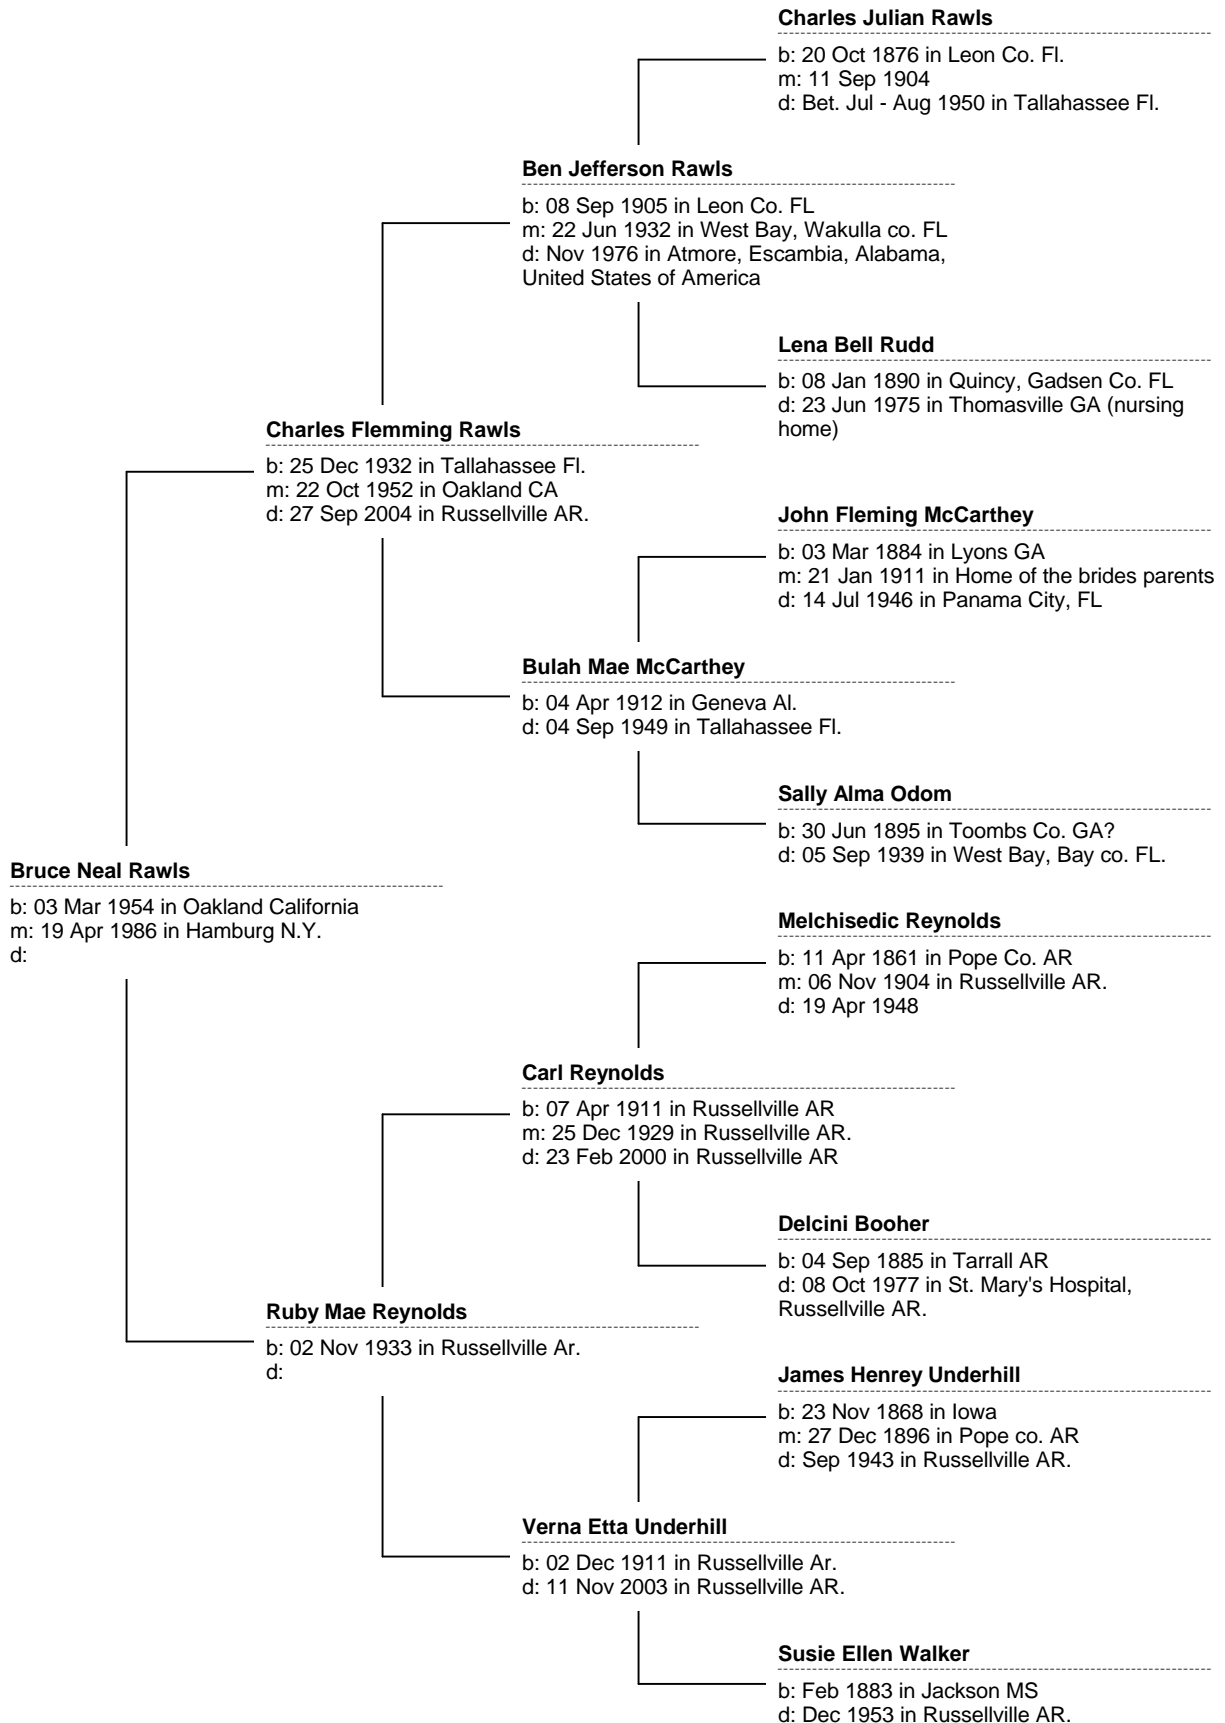 Charles Julian Rawls
b: 20 Oct 1876 in Leon Co. Fl.
m: 11 Sep 1904
d: Bet. Jul - Aug 1950 in Tallahassee Fl.
Ben Jefferson Rawls
b: 08 Sep 1905 in Leon Co. FL
m: 22 Jun 1932 in West Bay, Wakulla co. FL
d: Nov 1976 in Atmore, Escambia, Alabama,
United States of America
Lena Bell Rudd
b: 08 Jan 1890 in Quincy, Gadsen Co. FL
d: 23 Jun 1975 in Thomasville GA (nursing
home)
Charles Flemming Rawls
b: 25 Dec 1932 in Tallahassee Fl.
m: 22 Oct 1952 in Oakland CA
d: 27 Sep 2004 in Russellville AR.
John Fleming McCarthey
b: 03 Mar 1884 in Lyons GA
m: 21 Jan 1911 in Home of the brides parents
d: 14 Jul 1946 in Panama City, FL
Bulah Mae McCarthey
b: 04 Apr 1912 in Geneva Al.
d: 04 Sep 1949 in Tallahassee Fl.
Sally Alma Odom
b: 30 Jun 1895 in Toombs Co. GA?
d: 05 Sep 1939 in West Bay, Bay co. FL.
Bruce Neal Rawls
b: 03 Mar 1954 in Oakland California
m: 19 Apr 1986 in Hamburg N.Y.
d:
Melchisedic Reynolds
b: 11 Apr 1861 in Pope Co. AR
m: 06 Nov 1904 in Russellville AR.
d: 19 Apr 1948
Carl Reynolds
b: 07 Apr 1911 in Russellville AR
m: 25 Dec 1929 in Russellville AR.
d: 23 Feb 2000 in Russellville AR
Delcini Booher
b: 04 Sep 1885 in Tarrall AR
d: 08 Oct 1977 in St. Mary's Hospital,
Russellville AR.
Ruby Mae Reynolds
b: 02 Nov 1933 in Russellville Ar.
d:
James Henrey Underhill
b: 23 Nov 1868 in Iowa
m: 27 Dec 1896 in Pope co. AR
d: Sep 1943 in Russellville AR.
Verna Etta Underhill
b: 02 Dec 1911 in Russellville Ar.
d: 11 Nov 2003 in Russellville AR.
Susie Ellen Walker
b: Feb 1883 in Jackson MS
d: Dec 1953 in Russellville AR.